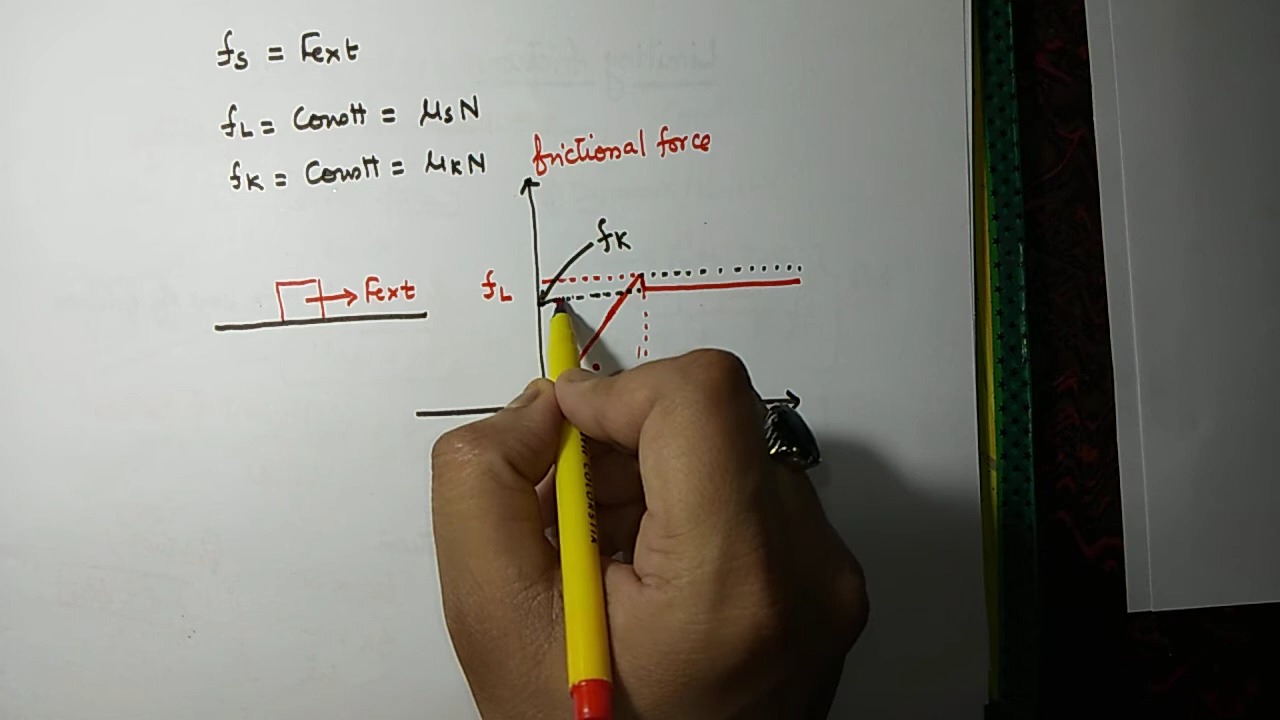 fs = Fext
fL = Constt = μsN
fK = Constt = μKN
frictional force
fK
fL
Fext